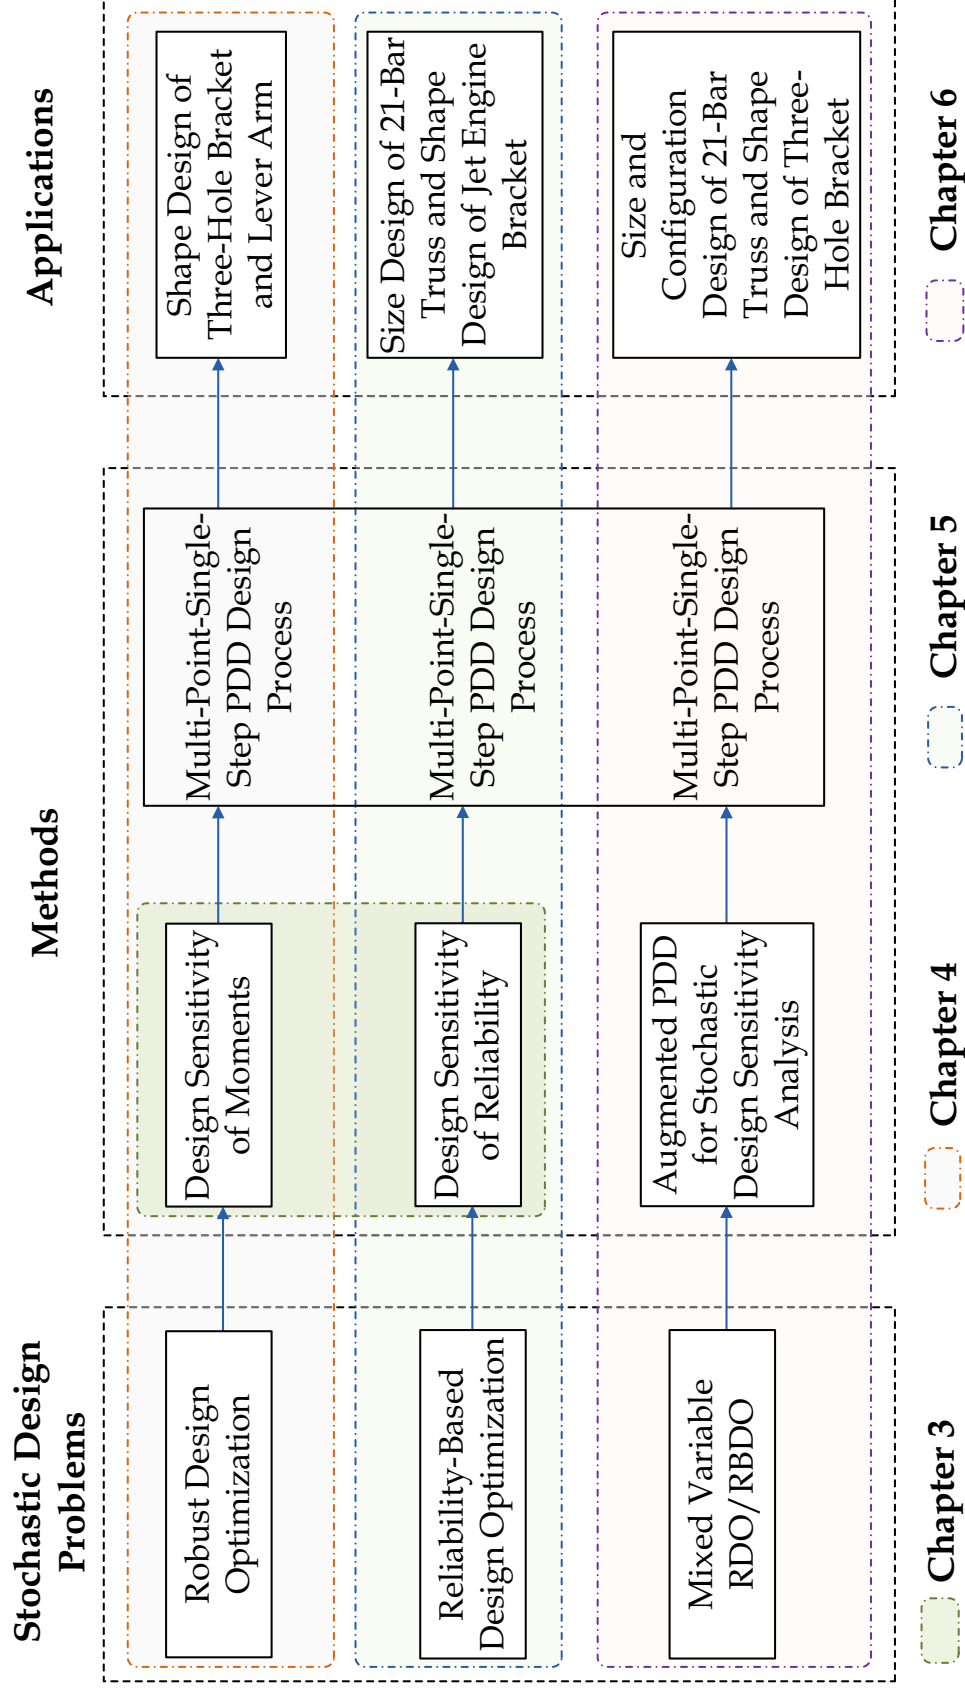 Stochastic Design
Problems
Methods
Applications
Robust Design
Optimization
Design Sensitivity
of Moments
Multi-Point-Single-
Step PDD Design
Process
Shape Design of
Three-Hole Bracket
and Lever Arm
Reliability-Based
Design Optimization
Design Sensitivity
of Reliability
Multi-Point-Single-
Step PDD Design
Process
Size Design of 21-Bar
Truss and Shape
Design of Jet Engine
Bracket
Mixed Variable
RDO/RBDO
Augmented PDD
for Stochastic
Design Sensitivity
Analysis
Multi-Point-Single-
Step PDD Design
Process
Size and
Configuration
Design of 21-Bar
Truss and Shape
Design of Three-
Hole Bracket
Chapter 3
Chapter 4
Chapter 5
Chapter 6